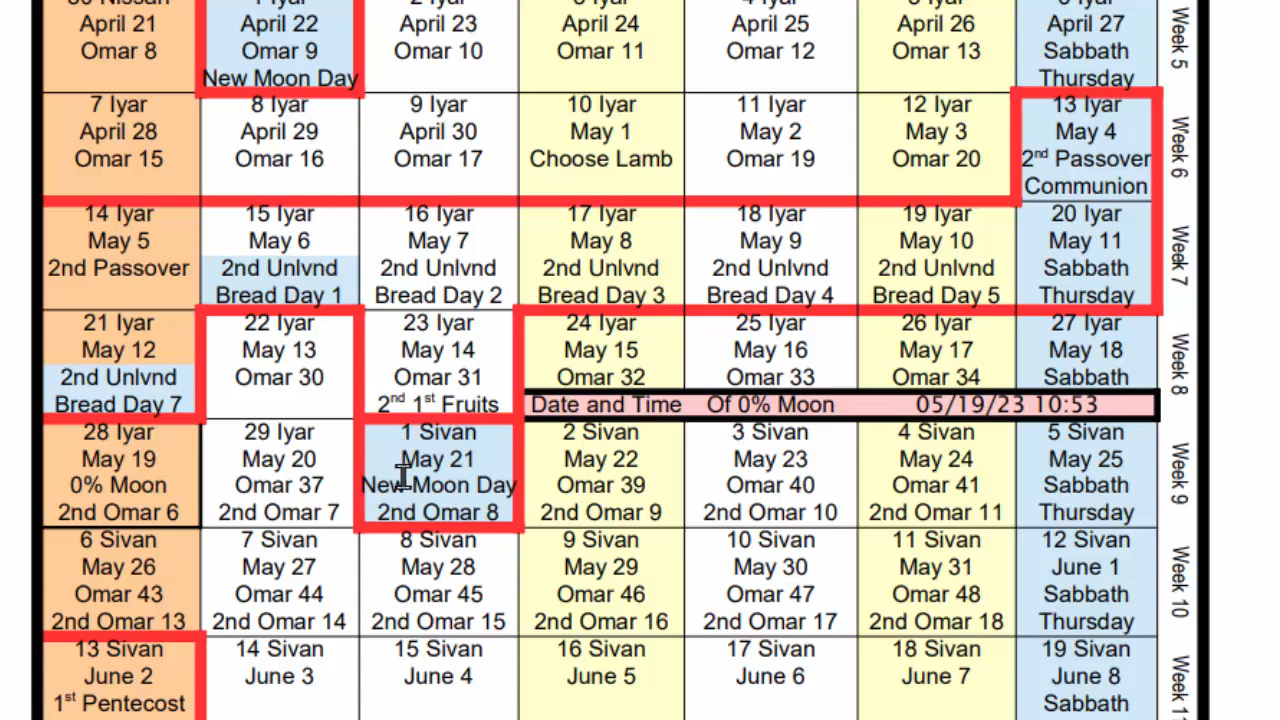 30 Nissan
April 21
Omar 8
1 Iyar
April 22
Omar 9
New Moon Day
2 Iyar
April 23
Omar 10
3 Iyar
April 24
Omar 11
4 Iyar
April 25
Omar 12
5 Iyar
April 26
Omar 13
6 Iyar
April 27
Sabbath
Thursday
Week 5
7 Iyar
April 28
Omar 15
8 Iyar
April 29
Omar 16
9 Iyar
April 30
Omar 17
10 Iyar
May 1
Choose Lamb
11 Iyar
May 2
Omar 19
12 Iyar
May 3
Omar 20
13 Iyar
May 4
2nd Passover
Communion
Week 6
14 Iyar
May 5
2nd Passover
15 Iyar
May 6
2nd Unlvnd
Bread Day 1
16 Iyar
May 7
2nd Unlvnd
Bread Day 2
17 Iyar
May 8
2nd Unlvnd
Bread Day 3
18 Iyar
May 9
2nd Unlvnd
Bread Day 4
19 Iyar
May 10
2nd Unlvnd
Bread Day 5
20 Iyar
May 11
Sabbath
Thursday
Week 7
21 Iyar
May 12
2nd Unlvnd
Bread Day 7
22 Iyar
May 13
Omar 30
23 Iyar
May 14
Omar 31
2nd 1st Fruits
24 Iyar
May 15
Omar 32
25 Iyar
May 16
Omar 33
26 Iyar
May 17
Omar 34
27 Iyar
May 18
Sabbath
Week 8
Date and Time Of 0% Moon 05/19/23 10:53
28 Iyar
May 19
0% Moon
2nd Omar 6
29 Iyar
May 20
Omar 37
2nd Omar 7
1 Sivan
May 21
New Moon Day
2nd Omar 8
2 Sivan
May 22
Omar 39
2nd Omar 9
3 Sivan
May 23
Omar 40
2nd Omar 10
4 Sivan
May 24
Omar 41
2nd Omar 11
5 Sivan
May 25
Sabbath
Thursday
Week 9
6 Sivan
May 26
Omar 43
2nd Omar 13
7 Sivan
May 27
Omar 44
2nd Omar 14
8 Sivan
May 28
Omar 45
2nd Omar 15
9 Sivan
May 29
Omar 46
2nd Omar 16
10 Sivan
May 30
Omar 47
2nd Omar 17
11 Sivan
May 31
Omar 48
2nd Omar 18
12 Sivan
June 1
Sabbath
Thursday
Week 10
13 Sivan
June 2
1st Pentecost
14 Sivan
June 3
15 Sivan
June 4
16 Sivan
June 5
17 Sivan
June 6
18 Sivan
June 7
19 Sivan
June 8
Sabbath
Week 11